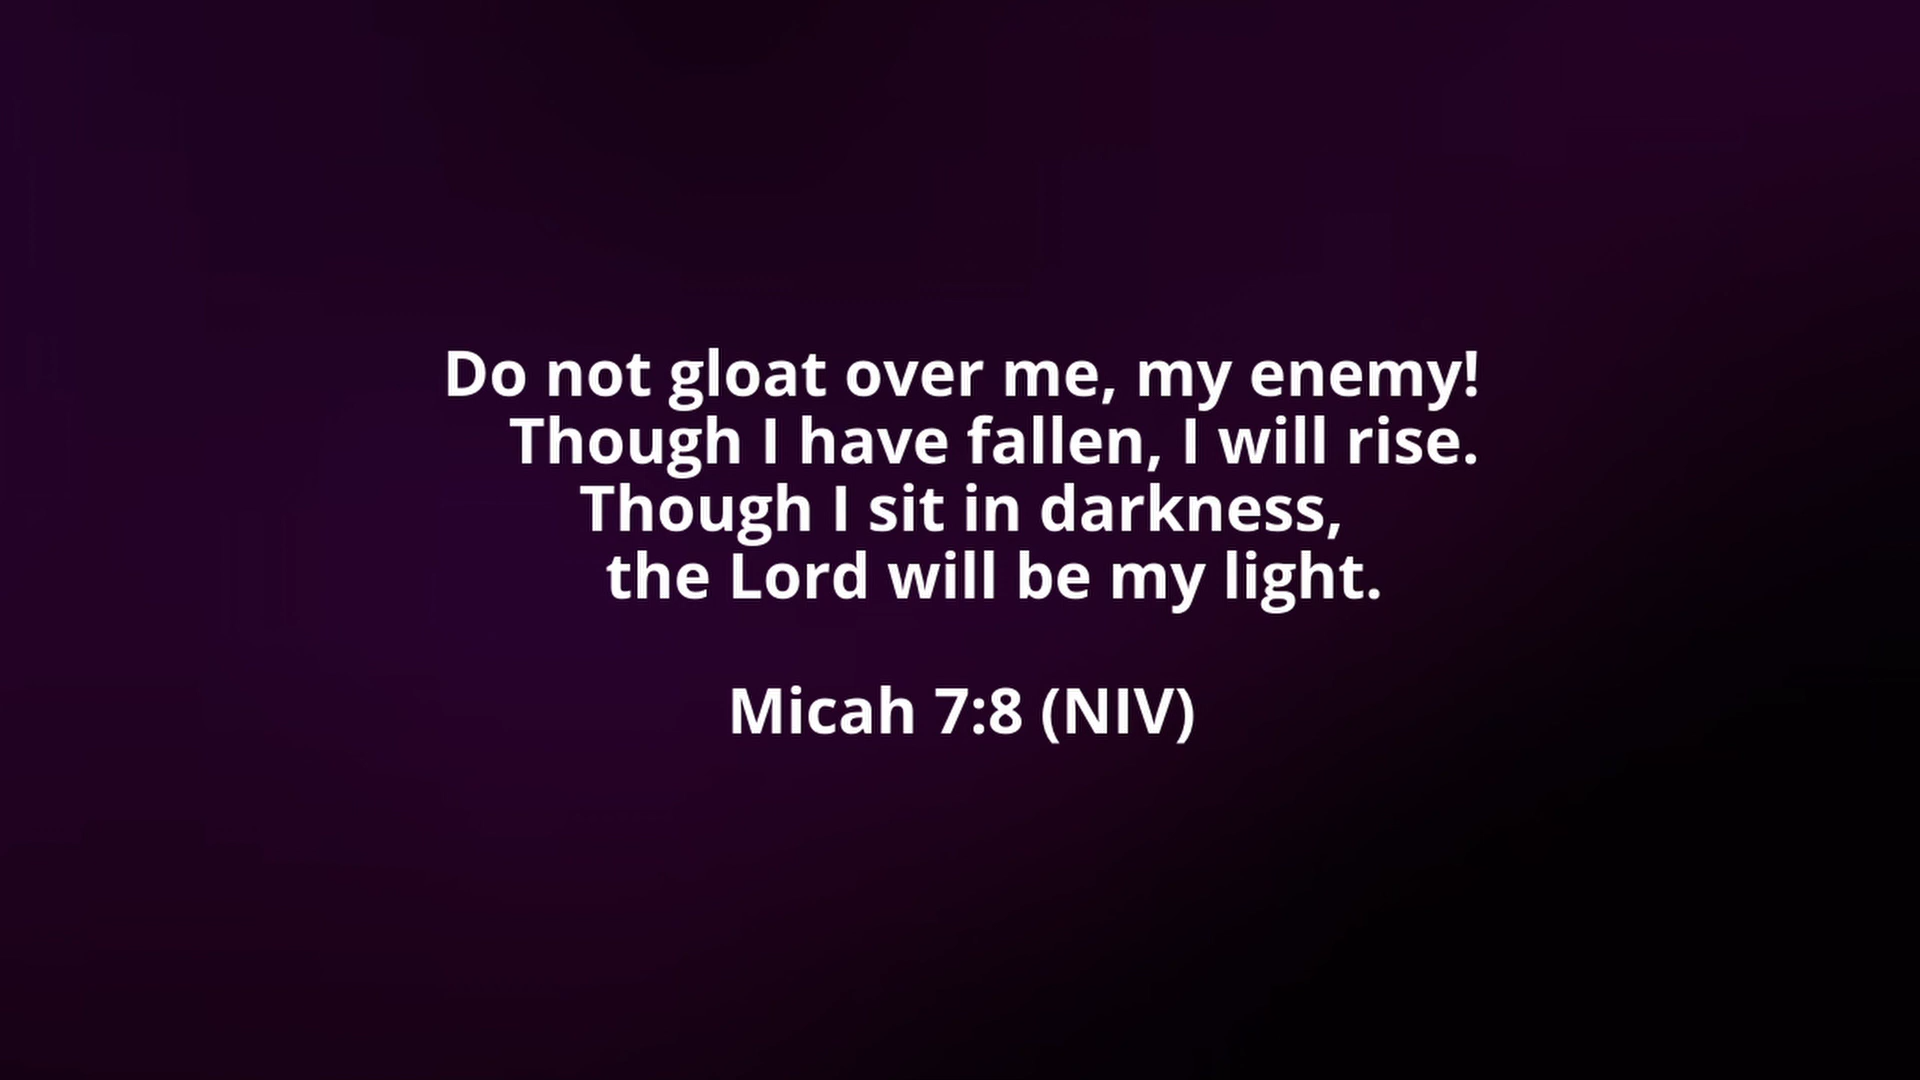 Do not gloat over me, my enemy!
Though I have fallen, I will rise.
Though I sit in darkness,
the Lord will be my light.
Micah 7:8 (NIV)